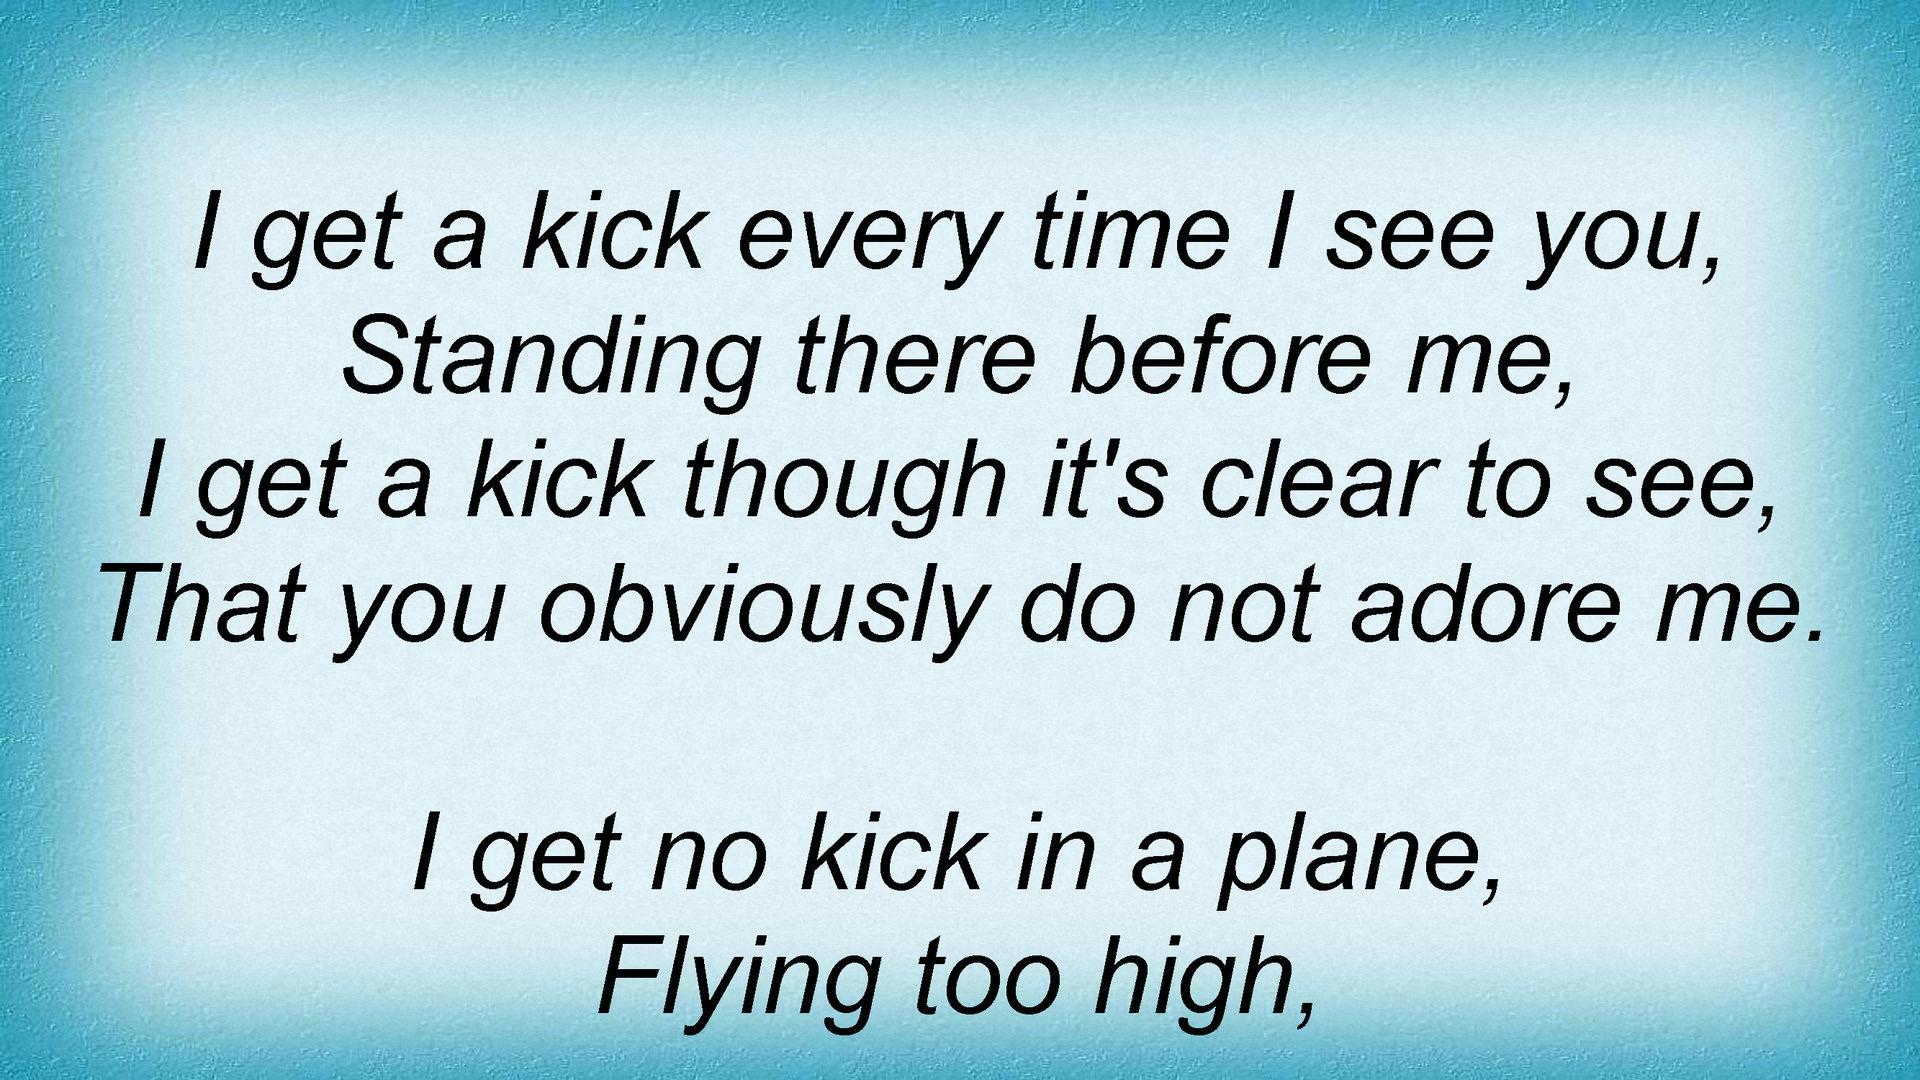 I get a kick every time I see you,
Standing there before me,
I get a kick though it's clear to see,
That you obviously do not adore me.
I get no kick in a plane,
Flying too high,